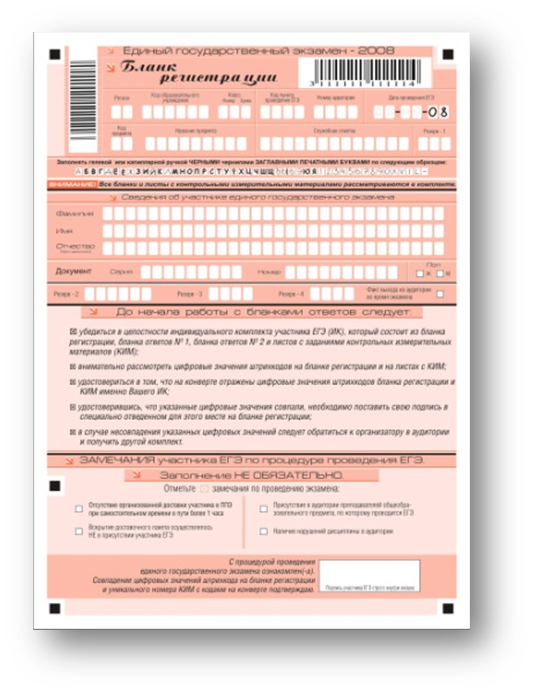 Единый государственный экзамен - 2008
Бланк
регистрации
Регион
Код образовательного
учреждения
Класс
Номер Буква
Код пункта
проведения ЕГЭ
Номер аудитории
Дата проведения ЕГЭ
- - 08
Код
предмета
Название предмета
Служебная отметка
Резерв - 1
Заполнять гелевой или капиллярной ручкой ЧЕРНЫМИ чернилами ЗАГЛАВНЫМИ ПЕЧАТНЫМИ БУКВАМИ по следующим образцам:
ВНИМАНИЕ! Все бланки и листы с контрольными измерительными материалами рассматриваются в комплекте.
Сведения об участнике единого государственного экзамена
Фамилия
Имя
Отчество
Документ Серия Номер
Пол
Ж М
Резерв - 2 Резерв - 3 Резерв - 4
Факт выхода из аудитории
во время экзамена
До начала работы с бланками ответов следует:
убедиться в целостности индивидуального комплекта участника ЕГЭ (ИК), который состоит из бланка
регистрации, бланка ответов № 1, бланка ответов № 2 и листов с заданиями контрольных измерительных
материалов (КИМ);
внимательно рассмотреть цифровые значения штрихкодов на бланке регистрации и на листах с КИМ;
удостовериться в том, что на конверте отражены цифровые значения штрихкодов бланка регистрации и
КИМ именно Вашего ИК;
удостоверившись, что указанные цифровые значения совпали, необходимо поставить свою подпись в
специально отведенном для этого месте на бланке регистрации;
в случае несовпадения указанных цифровых значений следует обратиться к организатору в аудитории
и получить другой комплект.
ЗАМЕЧАНИЯ участника ЕГЭ по процедуре проведения ЕГЭ.
Заполнение НЕ ОБЯЗАТЕЛЬНО.
Отметьте замечания по проведению экзамена:
Отсутствие организованной доставки участника в ППЭ
при самостоятельном времени в пути более 1 часа
Присутствие в аудитории преподавателей общеобра-
зовательного предмета, по которому проводится ЕГЭ
Вскрытие доставочного пакета осуществлялось
НЕ в присутствии участника ЕГЭ
Наличие нарушений дисциплины в аудитории
С процедурой проведения
единого государственного экзамена ознакомлен(-а).
Совпадение цифровых значений штрихкода на бланке регистрации
и уникального номера КИМ с кодами на конверте подтверждаю.
Подпись участника ЕГЭ строго внутри окошка